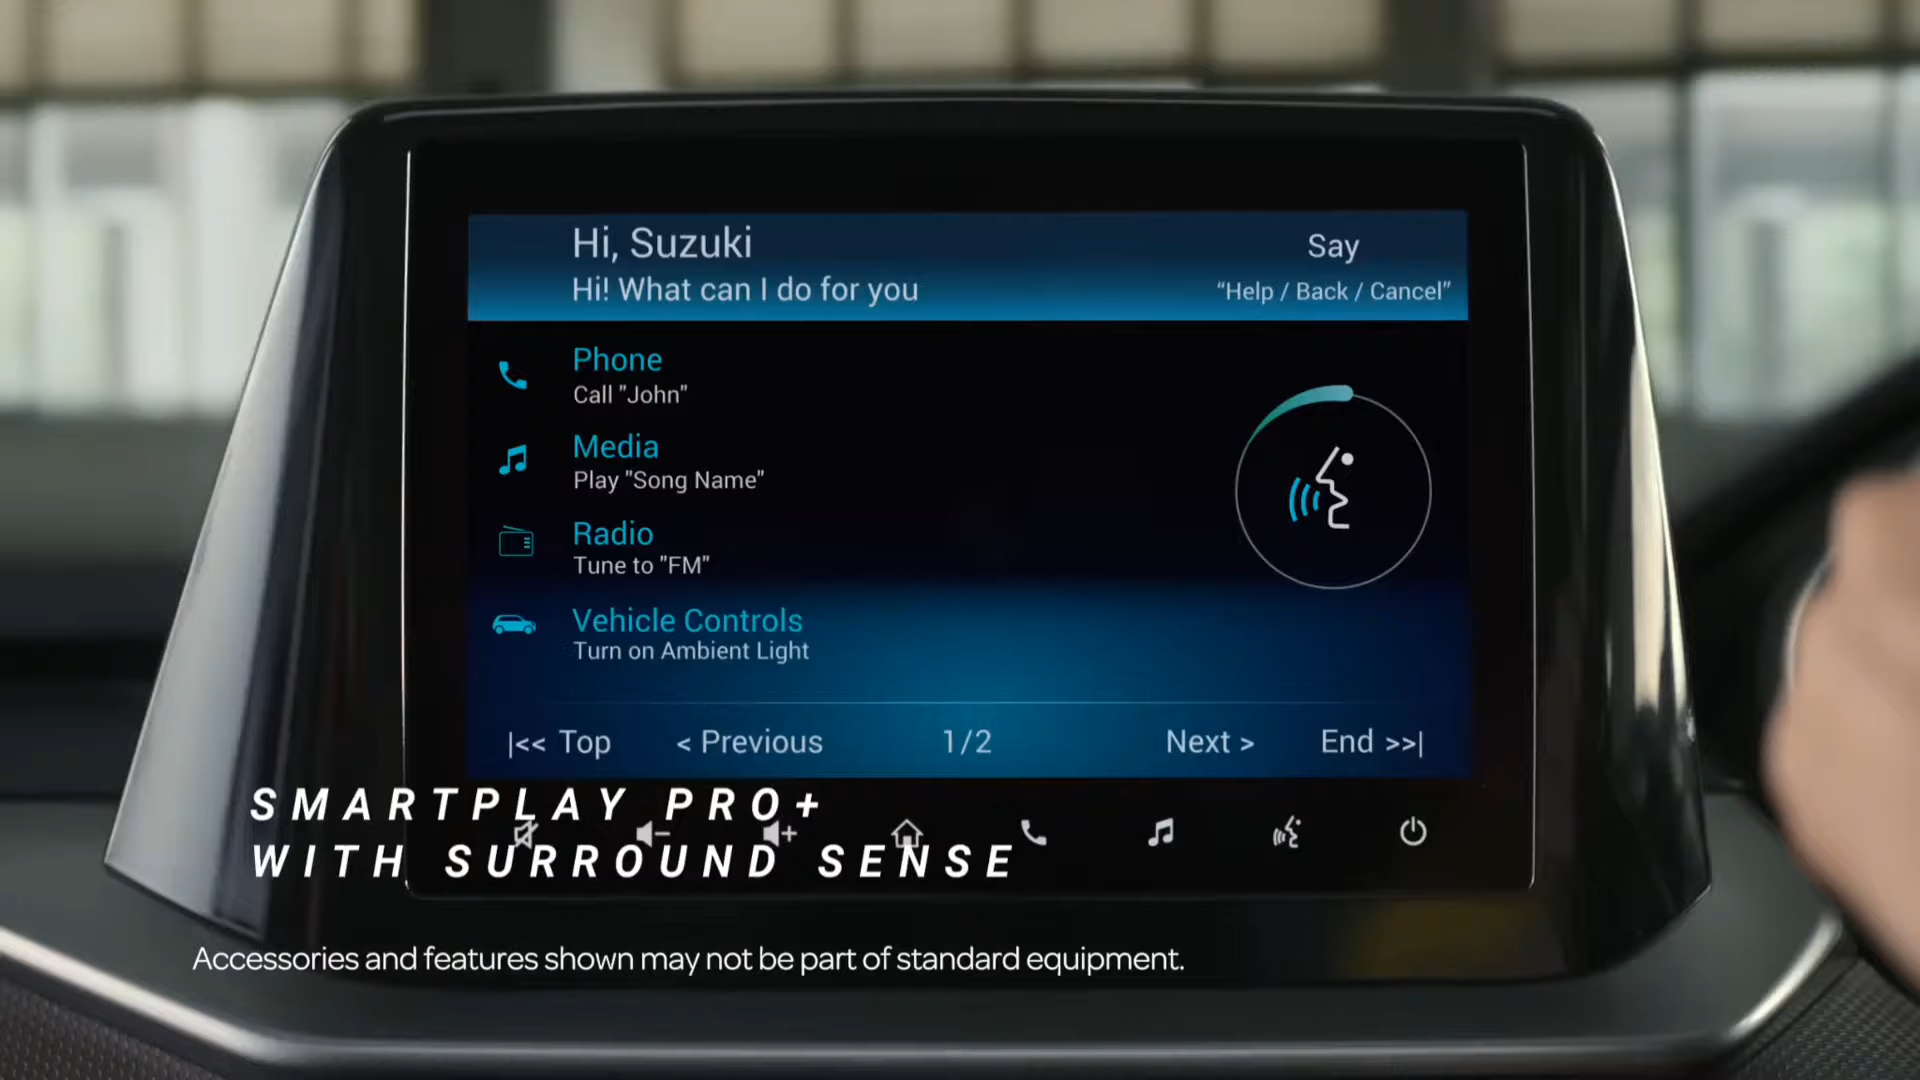 Hi, Suzuki
Say
Hi! What can I do for you
“Help / Back / Cancel”
Phone
Call "John"
Media
Play "Song Name"
Radio
Tune to "FM"
Vehicle Controls
Turn on Ambient Light
|<< Top
< Previous
1/2
Next >
End >>|
SMARTPLAY PRO+
WITH SURROUND SENSE
Accessories and features shown may not be part of standard equipment.